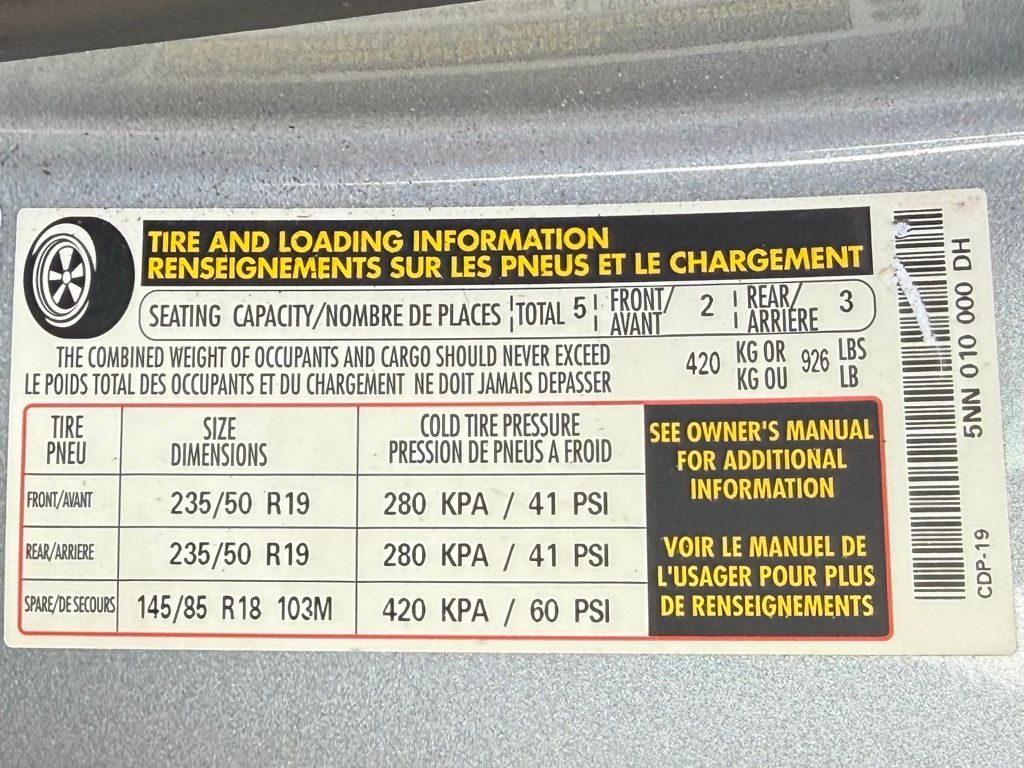 TIRE AND LOADING INFORMATION
RENSEIGNEMENTS SUR LES PNEUS ET LE CHARGEMENT
SEATING CAPACITY/NOMBRE DE PLACES TOTAL 5 FRONT/AVANT 2 REAR/ARRIÈRE 3
THE COMBINED WEIGHT OF OCCUPANTS AND CARGO SHOULD NEVER EXCEED
LE POIDS TOTAL DES OCCUPANTS ET DU CHARGEMENT NE DOIT JAMAIS DEPASSER
420 KG OR KG OU 926 LBS LB
TIRE PNEU SIZE DIMENSIONS COLD TIRE PRESSURE PRESSION DE PNEUS A FROID
FRONT/AVANT 235/50 R19 280 KPA / 41 PSI
REAR/ARRIERE 235/50 R19 280 KPA / 41 PSI
SPARE/DE SECOURS 145/85 R18 103M 420 KPA / 60 PSI
SEE OWNER'S MANUAL
FOR ADDITIONAL
INFORMATION
VOIR LE MANUEL DE
L'USAGER POUR PLUS
DE RENSEIGNEMENTS
5NN 010 000 DH
CDP-19